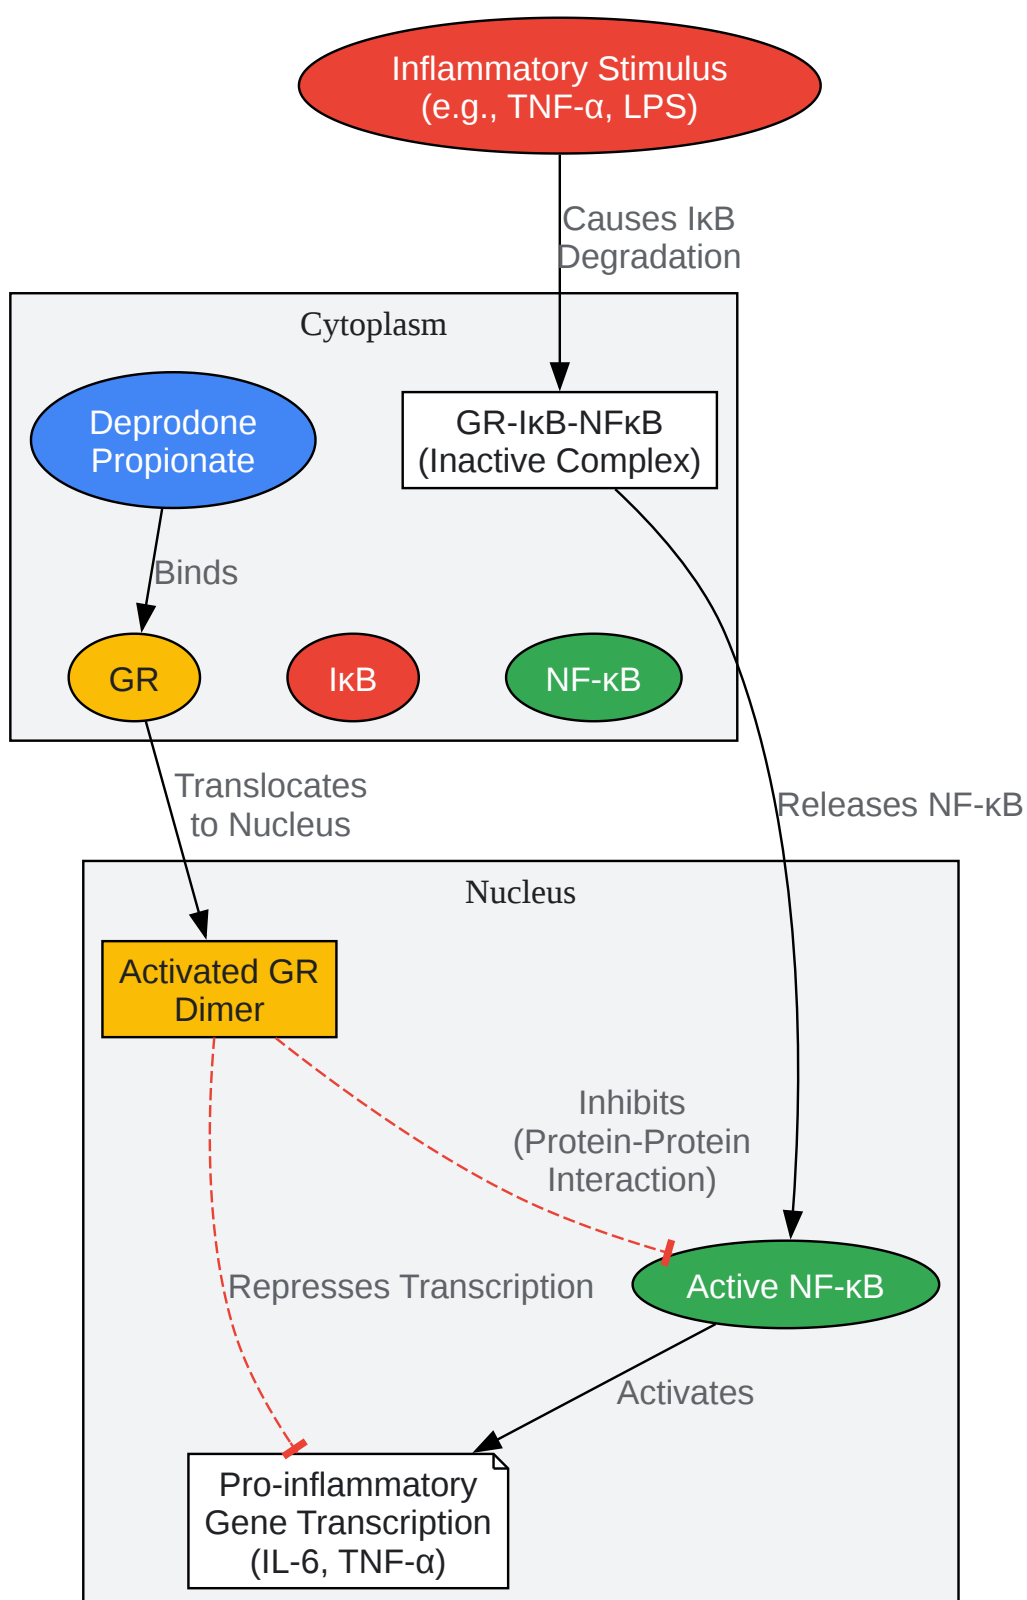 Inflammatory Stimulus
(e.g., TNF-α, LPS)
Causes IκB
Degradation
Cytoplasm
Deprodone
Propionate
GR-IκB-NFκB
(Inactive Complex)
Binds
GR
IκB
NF-κB
Translocates
to Nucleus
Releases NF-κB
Nucleus
Activated GR
Dimer
Inhibits
(Protein-Protein
Interaction)
Represses Transcription
Active NF-κB
Activates
Pro-inflammatory
Gene Transcription
(IL-6, TNF-α)